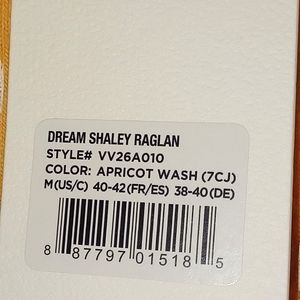 DREAM SHALEY RAGLAN
STYLE# VV26A010
COLOR: APRICOT WASH (7CJ)
M(US/C) 40-42(FR/ES) 38-40(DE)
8 87797 01518 5